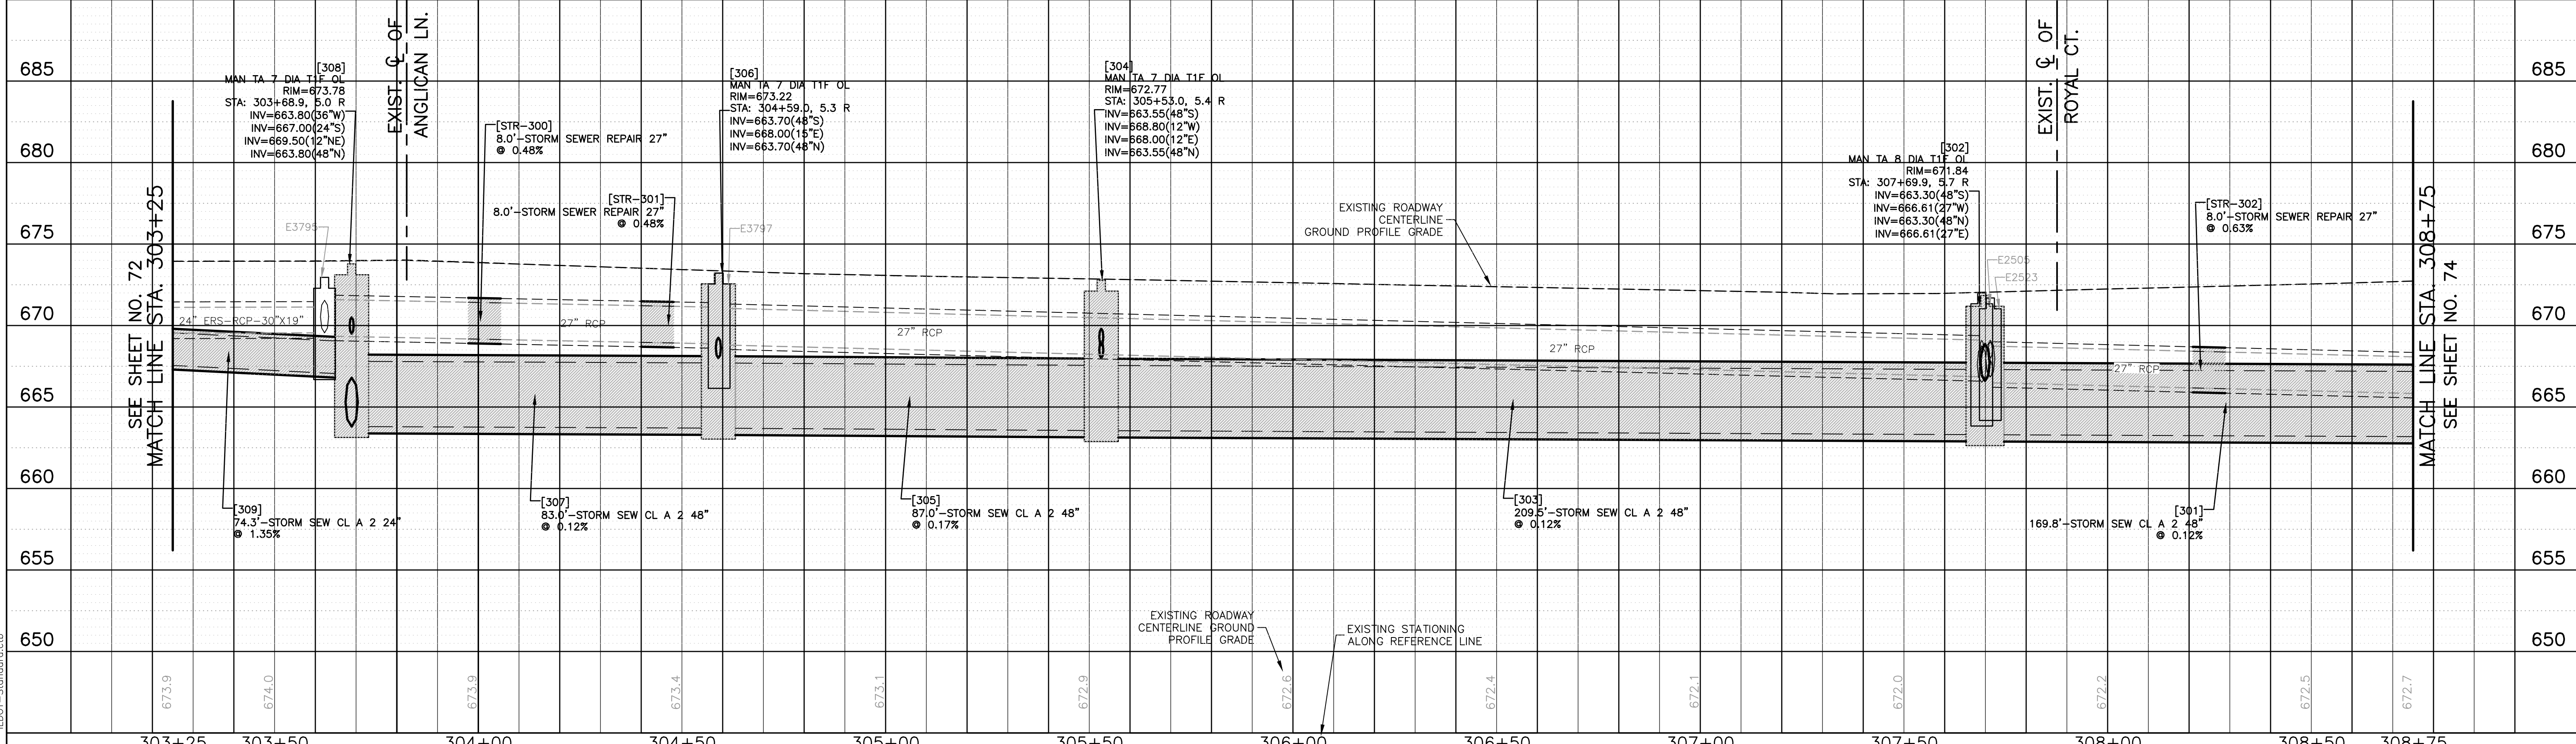 685
680
675
670
665
660
655
650
SEE SHEET NO. 72
MATCH LINE STA. 303+25
[308]
MAN TA 7 DIA T1F OL
RIM=673.78
STA: 303+68.9, 5.0 R
INV=663.80(36"W)
INV=667.00(24"S)
INV=669.50(12"NE)
INV=663.80(48"N)
EXIST. ℄ OF
ANGLICAN LN.
E3795
24" ERS-RCP-30"X19"
[STR-300]
8.0'-STORM SEWER REPAIR 27"
@ 0.48%
[STR-301]
8.0'-STORM SEWER REPAIR 27"
@ 0.48%
[306]
MAN TA 7 DIA T1F OL
RIM=673.22
STA: 304+59.0, 5.3 R
INV=663.70(48"S)
INV=668.00(15"E)
INV=663.70(48"N)
E3797
27" RCP
27" RCP
[304]
MAN TA 7 DIA T1F OL
RIM=672.77
STA: 305+53.0, 5.4 R
INV=663.55(48"S)
INV=668.80(12"W)
INV=668.00(12"E)
INV=663.55(48"N)
EXISTING ROADWAY
CENTERLINE
GROUND PROFILE GRADE
27" RCP
[302]
MAN TA 8 DIA T1F OL
RIM=671.84
STA: 307+69.9, 5.7 R
INV=663.30(48"S)
INV=666.61(27"W)
INV=663.30(48"N)
INV=666.61(27"E)
EXIST. ℄ OF
ROYAL CT.
E2505
E2523
[STR-302]
8.0'-STORM SEWER REPAIR 27"
@ 0.63%
27" RCP
MATCH LINE STA. 308+75
SEE SHEET NO. 74
685
680
675
670
665
660
655
650
[309]
74.3'-STORM SEW CL A 2 24"
@ 1.35%
[307]
83.0'-STORM SEW CL A 2 48"
@ 0.12%
[305]
87.0'-STORM SEW CL A 2 48"
@ 0.17%
[303]
209.5'-STORM SEW CL A 2 48"
@ 0.12%
[301]
169.8'-STORM SEW CL A 2 48"
@ 0.12%
EXISTING ROADWAY
CENTERLINE GROUND
PROFILE GRADE
EXISTING STATIONING
ALONG REFERENCE LINE
673.9
674.0
673.9
673.4
673.1
672.9
672.6
672.4
672.1
672.0
672.2
672.5
672.7
303+25
303+50
304+00
304+50
305+00
305+50
306+00
306+50
307+00
307+50
308+00
308+50
308+75